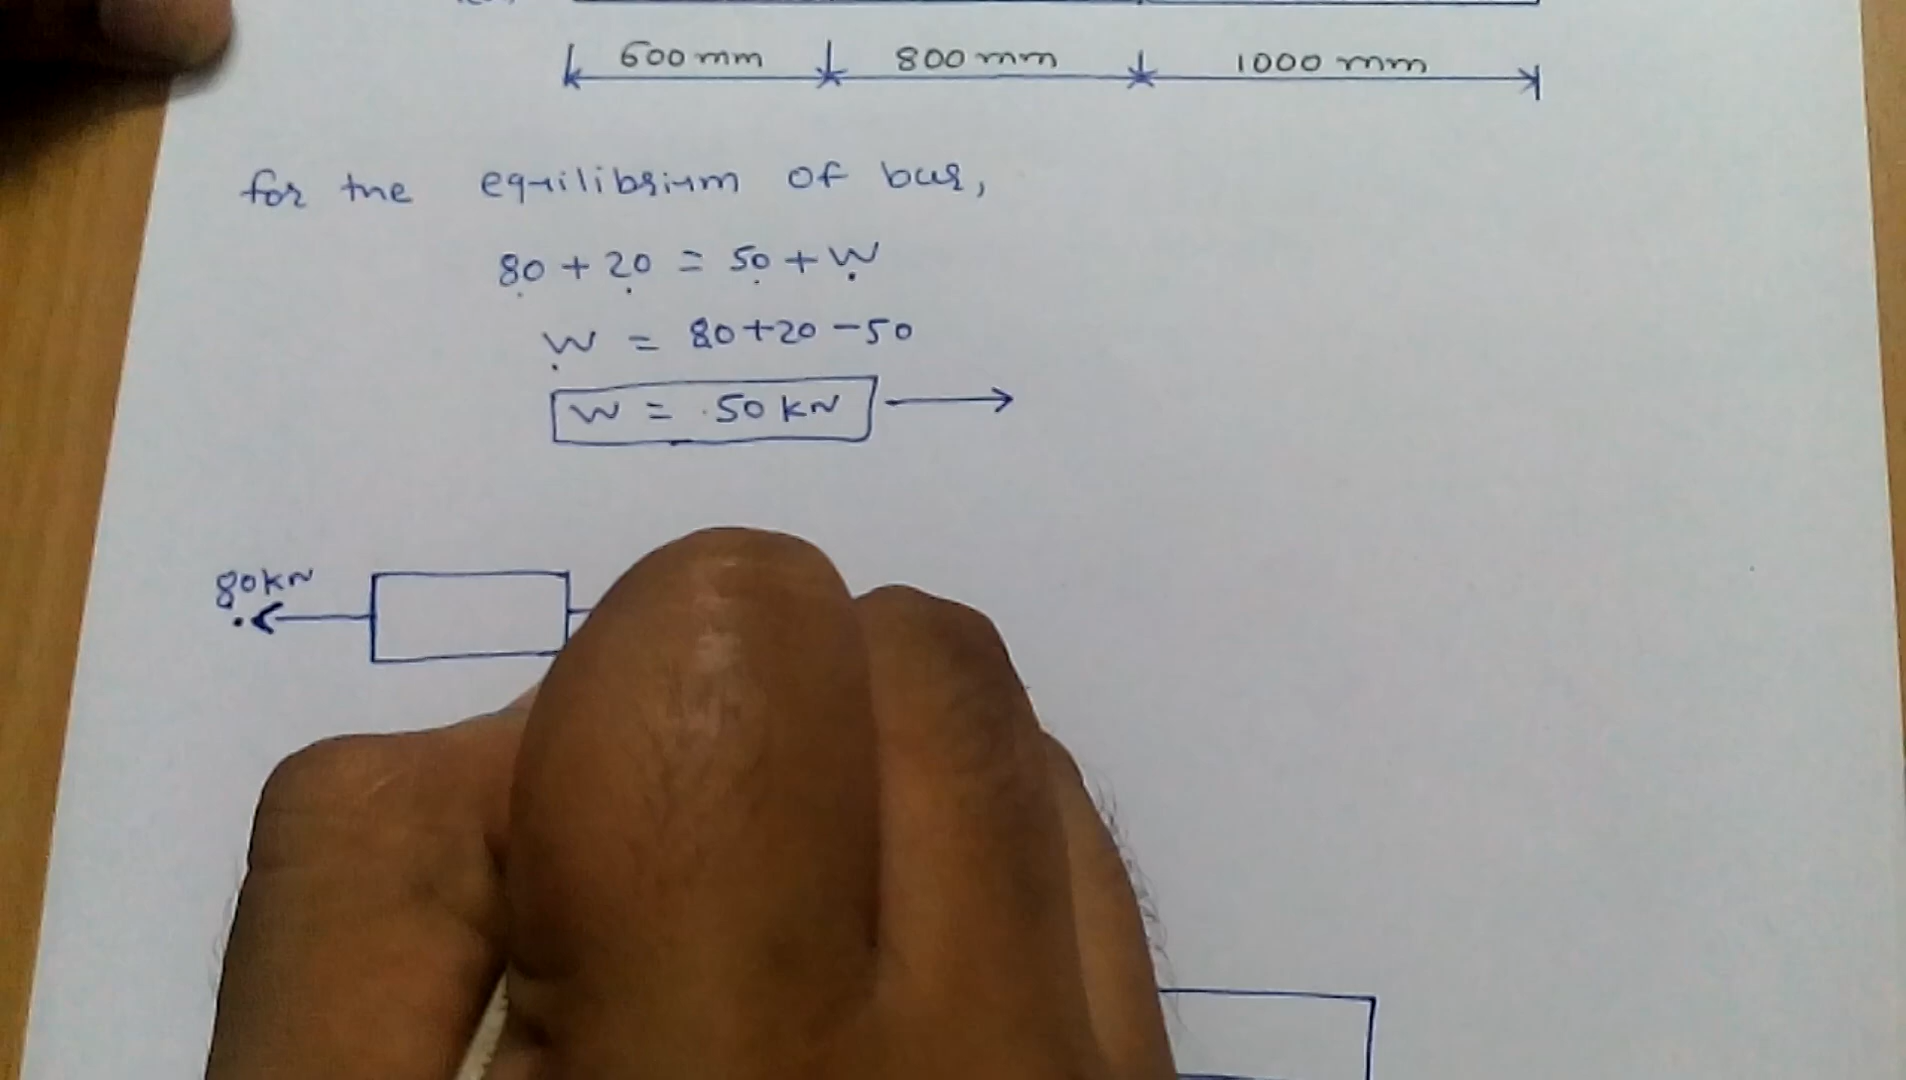 600 mm 800 mm 1000 mm
for the equilibrium of bar,
80 + 20 = 50 + W
W = 80+20-50
W = 50 kN
80kN